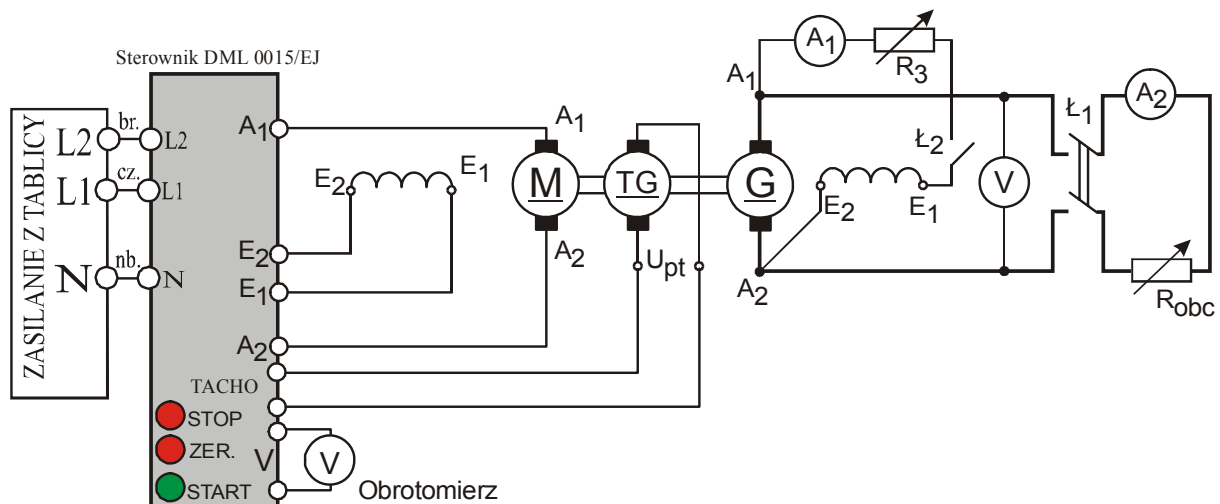 Sterownik DML 0015/EJ
ZASILANIE Z TABLICY
L2
br.
L2
L1
cz.
L1
N
nb.
N
A1
E2
E1
A2
TACHO
STOP
ZER.
START
V
V
Obrotomierz
E2
E1
A1
M
A2
TG
Upt
A1
G
A2
A1
R3
Ł2
E2
E1
V
Ł1
A2
Robc